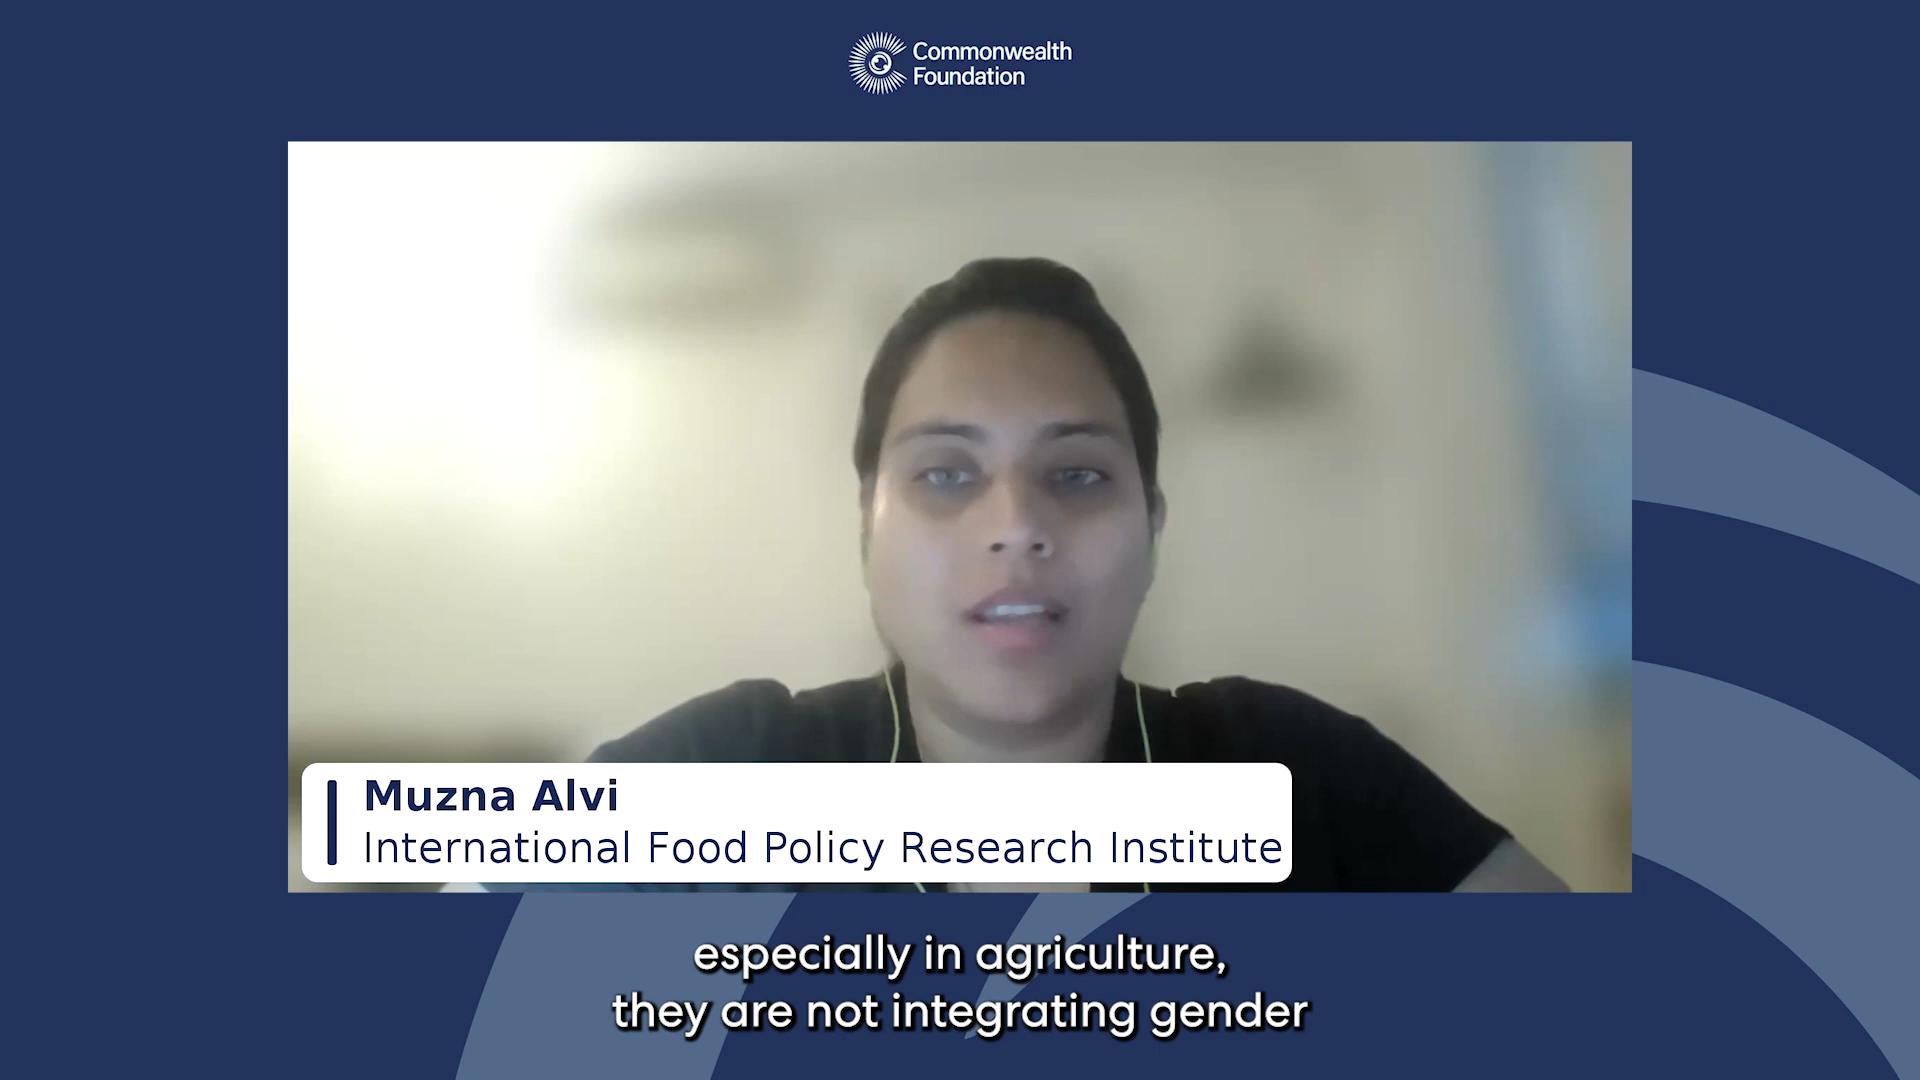 Commonwealth
Foundation
Muzna Alvi
International Food Policy Research Institute
especially in agriculture,
they are not integrating gender